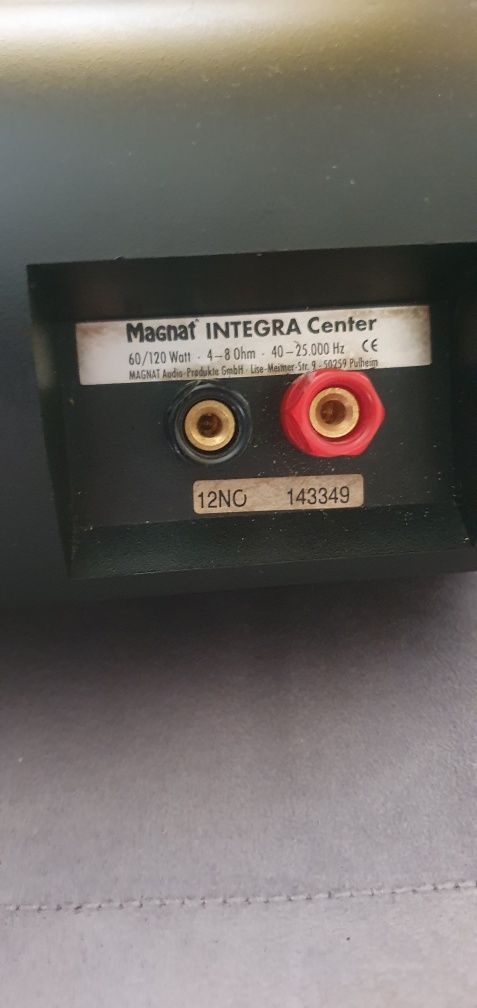 Magnat INTEGRA Center
60/120 Watt · 4–8 Ohm · 40–25.000 Hz CE
MAGNAT Audio-Produkte GmbH · Lise-Meitner-Str. 9 · 50259 Pulheim
12NC 143349